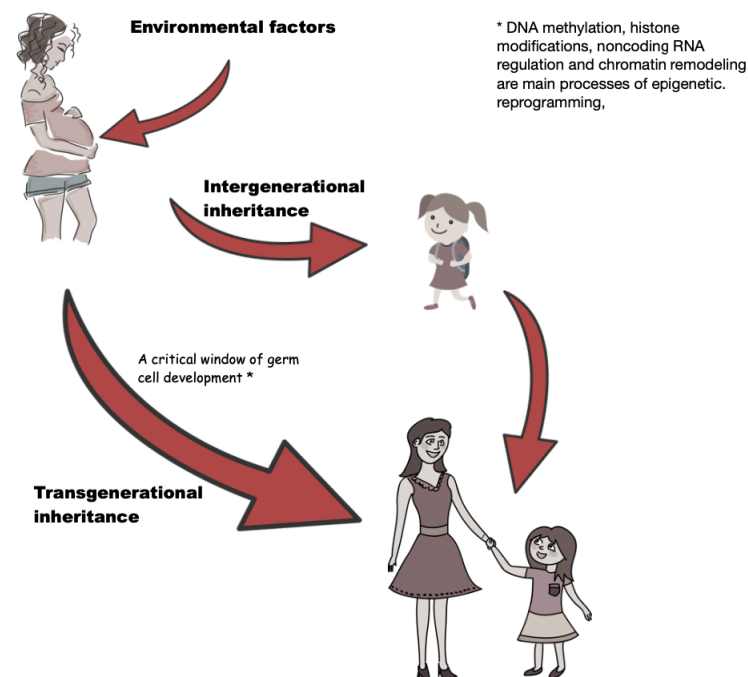 Environmental factors
* DNA methylation, histone
modifications, noncoding RNA
regulation and chromatin remodeling
are main processes of epigenetic.
reprogramming,
Intergenerational
inheritance
A critical window of germ
cell development *
Transgenerational
inheritance